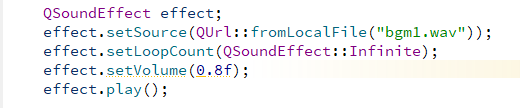 QSoundEffect effect;
effect.setSource(QUrl::fromLocalFile("bgm1.wav"));
effect.setLoopCount(QSoundEffect::Infinite);
effect.setVolume(0.8f);
effect.play();